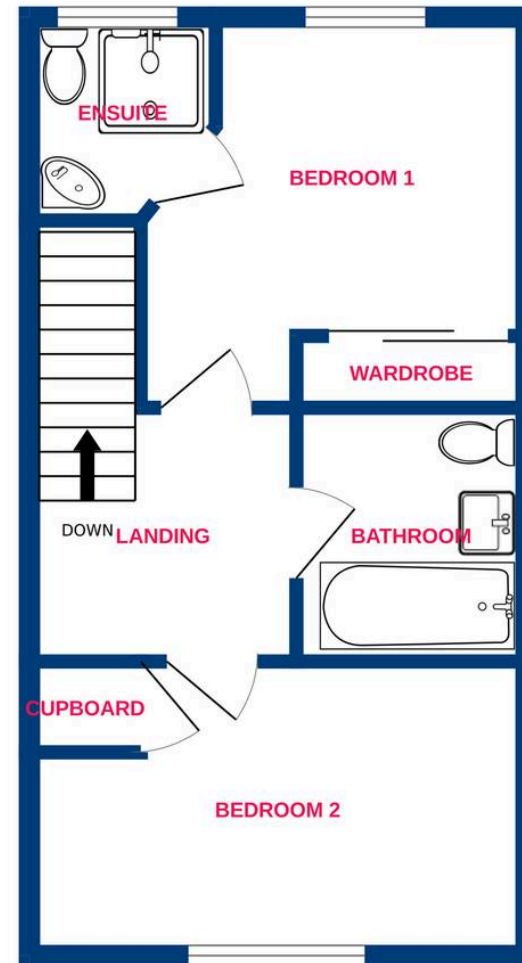 ENSUITE
BEDROOM 1
WARDROBE
DOWN
LANDING
BATHROOM
CUPBOARD
BEDROOM 2